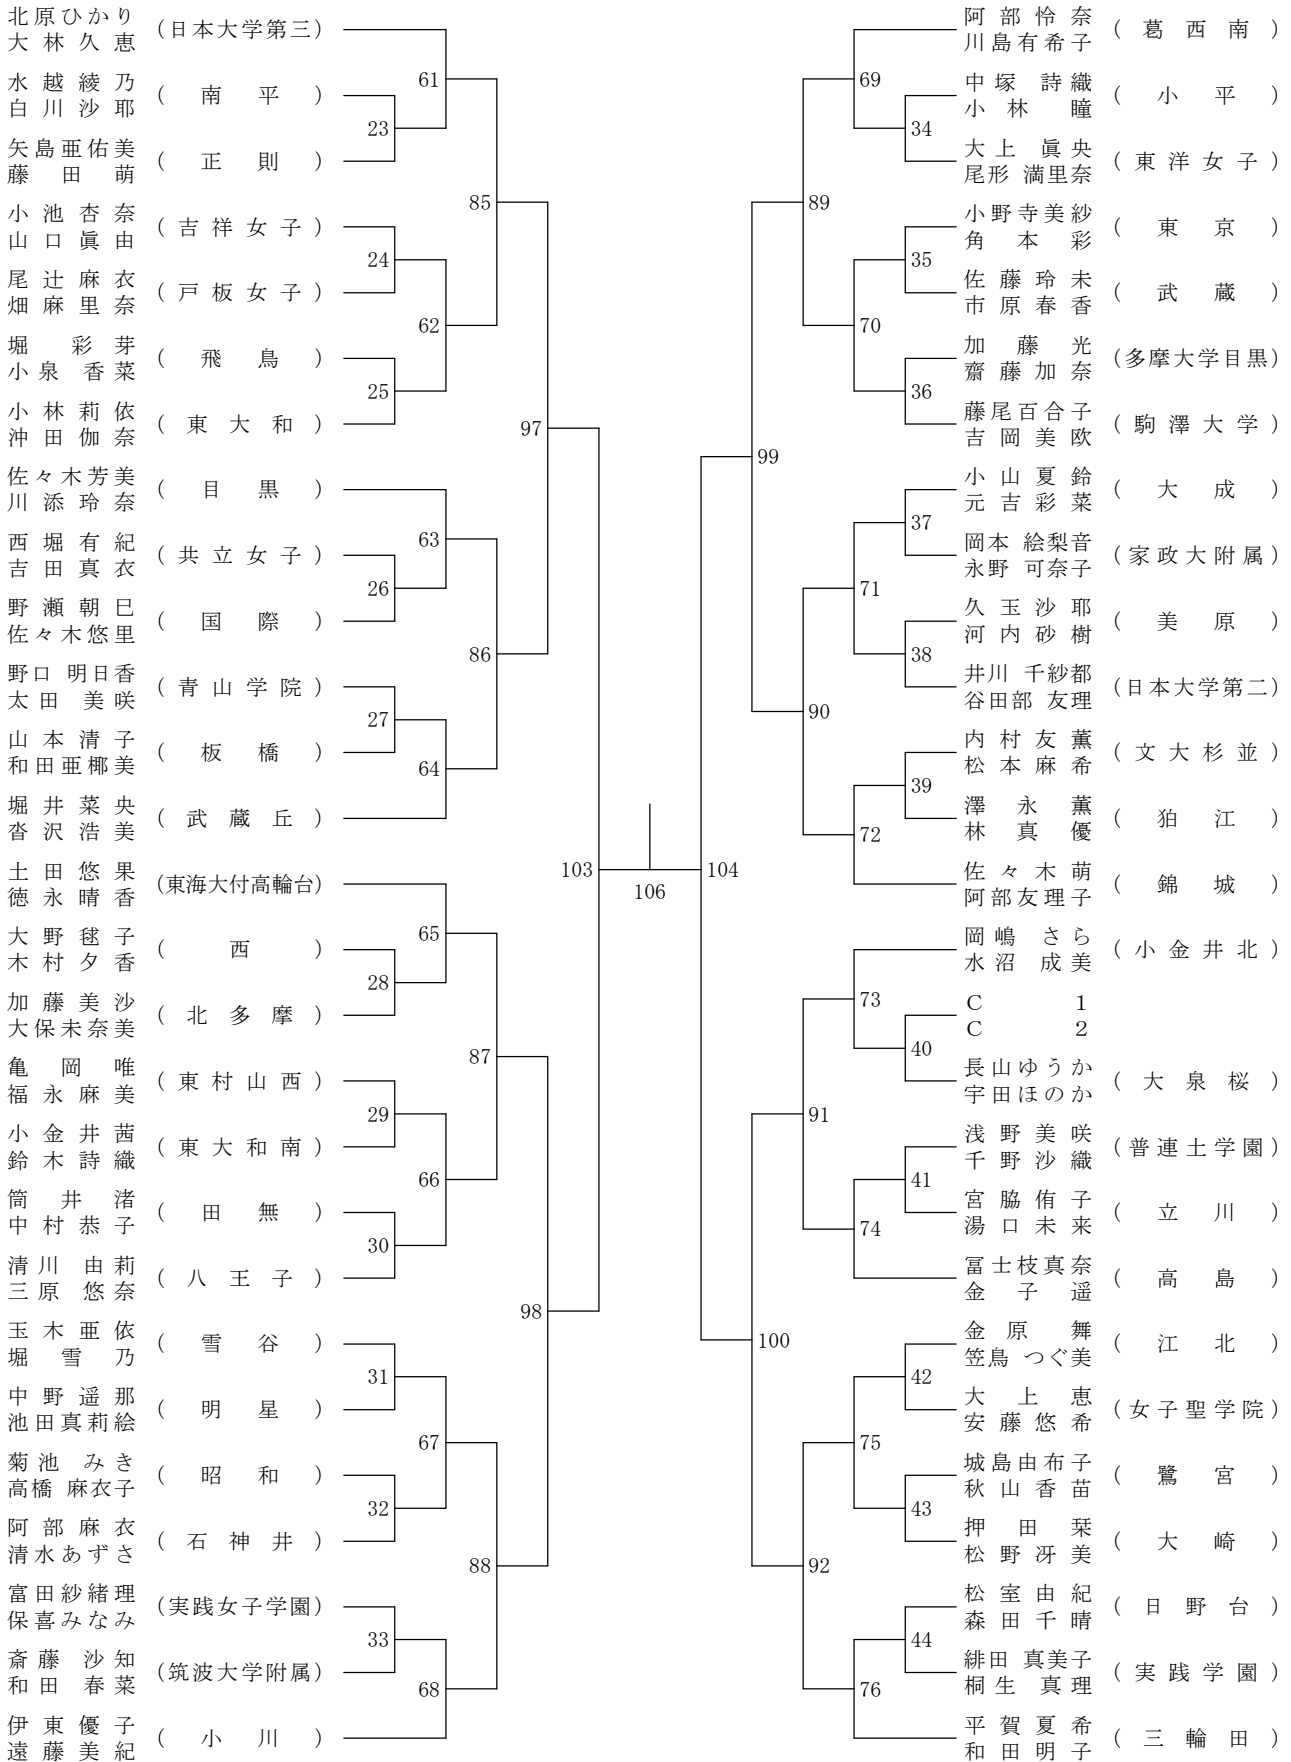 北原ひかり
大林久恵 (日本大学第三)
水越綾乃
白川沙耶 (南平)
矢島亜佑美
藤田萌 (正則)
小池杏奈
山口眞由 (吉祥女子)
尾辻麻衣
畑麻里奈 (戸板女子)
堀彩芽
小泉香菜 (飛鳥)
小林莉依
沖田伽奈 (東大和)
佐々木芳美
川添玲奈 (目黒)
西堀有紀
吉田真衣 (共立女子)
野瀬朝巳
佐々木悠里 (国際)
野口明日香
太田美咲 (青山学院)
山本清子
和田亜椰美 (板橋)
堀井菜央
沓沢浩美 (武蔵丘)
土田悠果
徳永晴香 (東海大付高輪台)
大野毬子
木村夕香 (西)
加藤美沙
大保未奈美 (北多摩)
亀岡唯
福永麻美 (東村山西)
小金井茜
鈴木詩織 (東大和南)
筒井渚
中村恭子 (田無)
清川由莉
三原悠奈 (八王子)
玉木亜依
堀雪乃 (雪谷)
中野遥那
池田真莉絵 (明星)
菊池みき
高橋麻衣子 (昭和)
阿部麻衣
清水あずさ (石神井)
富田紗緒理
保喜みなみ (実践女子学園)
斎藤沙知
和田春菜 (筑波大学附属)
伊東優子
遠藤美紀 (小川)
61
23
85
24
62
25
97
63
26
86
27
64
103
65
28
87
29
66
30
98
31
67
32
88
33
68
106
104
阿部怜奈
川島有希子 (葛西南)
中塚詩織
小林瞳 (小平)
大上眞央
尾形満里奈 (東洋女子)
小野寺美紗
角本彩 (東京)
佐藤玲未
市原春香 (武蔵)
加藤光
齋藤加奈 (多摩大学目黒)
藤尾百合子
吉岡美欧 (駒澤大学)
小山夏鈴
元吉彩菜 (大成)
岡本絵梨音
永野可奈子 (家政大附属)
久玉沙耶
河内砂樹 (美原)
井川千紗都
谷田部友理 (日本大学第二)
内村友薫
松本麻希 (文大杉並)
澤永薫
林真優 (狛江)
佐々木萌
阿部友理子 (錦城)
岡嶋さら
水沼成美 (小金井北)
C 1
C 2
長山ゆうか
宇田ほのか (大泉桜)
浅野美咲
千野沙織 (普連土学園)
宮脇侑子
湯口未来 (立川)
冨士枝真奈
金子遥 (高島)
金原舞
笠鳥つぐ美 (江北)
大上恵
安藤悠希 (女子聖学院)
城島由布子
秋山香苗 (鷺宮)
押田栞
松野冴美 (大崎)
松室由紀
森田千晴 (日野台)
緋田真美子
桐生真理 (実践学園)
平賀夏希
和田明子 (三輪田)
69
34
89
35
70
36
99
37
71
38
90
39
72
73
40
91
41
74
100
42
75
43
92
44
76